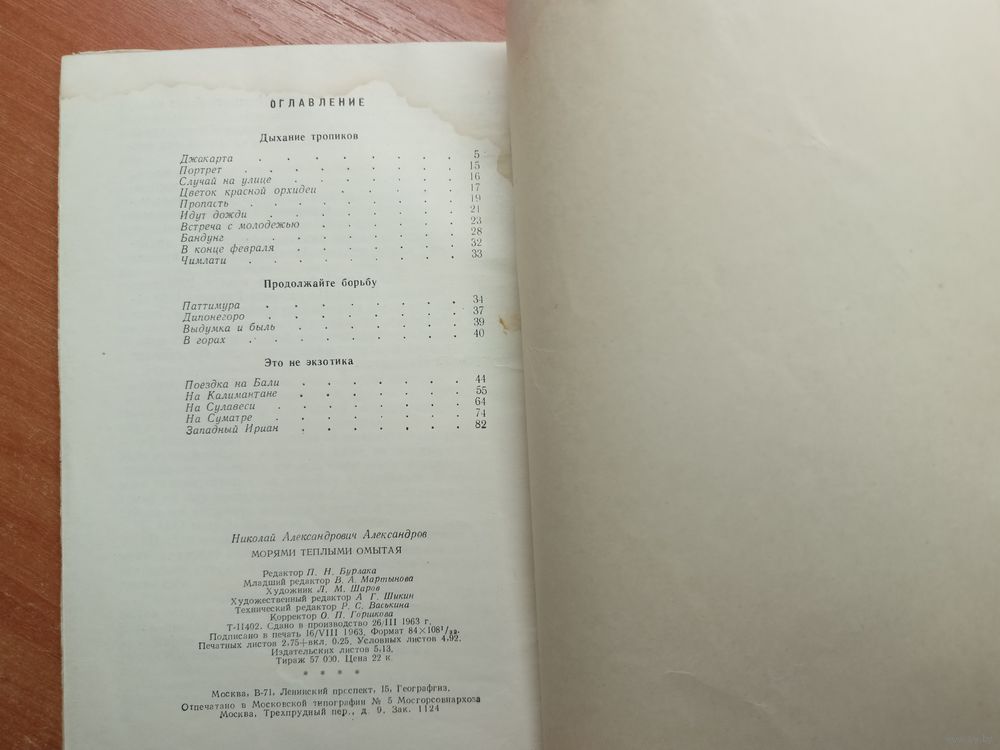 ОГЛАВЛЕНИЕ
Дыхание тропиков
Джакарта . . . . . . . . 5
Портрет . . . . . . . . 15
Случай на улице . . . . . . . 16
Цветок красной орхидеи . . . . . 17
Пропасть . . . . . . . . 19
Идут дожди . . . . . . . 21
Встреча с молодежью . . . . . 23
Бандунг . . . . . . . . 28
В конце февраля . . . . . . 32
Чимлати . . . . . . . . 33
Продолжайте борьбу
Паттимура . . . . . . . 34
Дипонегоро . . . . . . . 37
Выдумка и быль . . . . . . 39
В горах . . . . . . . . 40
Это не экзотика
Поездка на Бали . . . . . . 44
На Калимантане . . . . . . 55
На Сулавеси . . . . . . . 64
На Суматре . . . . . . . 74
Западный Ириан . . . . . . 82
Николай Александрович Александров
МОРЯМИ ТЕПЛЫМИ ОМЫТАЯ
Редактор П. Н. Бурлака
Младший редактор В. А. Мартынова
Художник Л. М. Шаров
Художественный редактор А. Г. Шикин
Технический редактор Р. С. Васькина
Корректор О. П. Горшкова
Т-11402. Сдано в производство 26/III 1963 г.
Подписано в печать 16/VIII 1963. Формат 84×108¹/₃₂.
Печатных листов 2,75+вкл. 0,25. Условных листов 4,92.
Издательских листов 5,13.
Тираж 57 000. Цена 22 к.
* * * *
Москва, В-71, Ленинский проспект, 15, Географгиз.
Отпечатано в Московской типографии № 5 Мосгорсовнархоза
Москва, Трехпрудный пер., д. 9. Зак. 1124